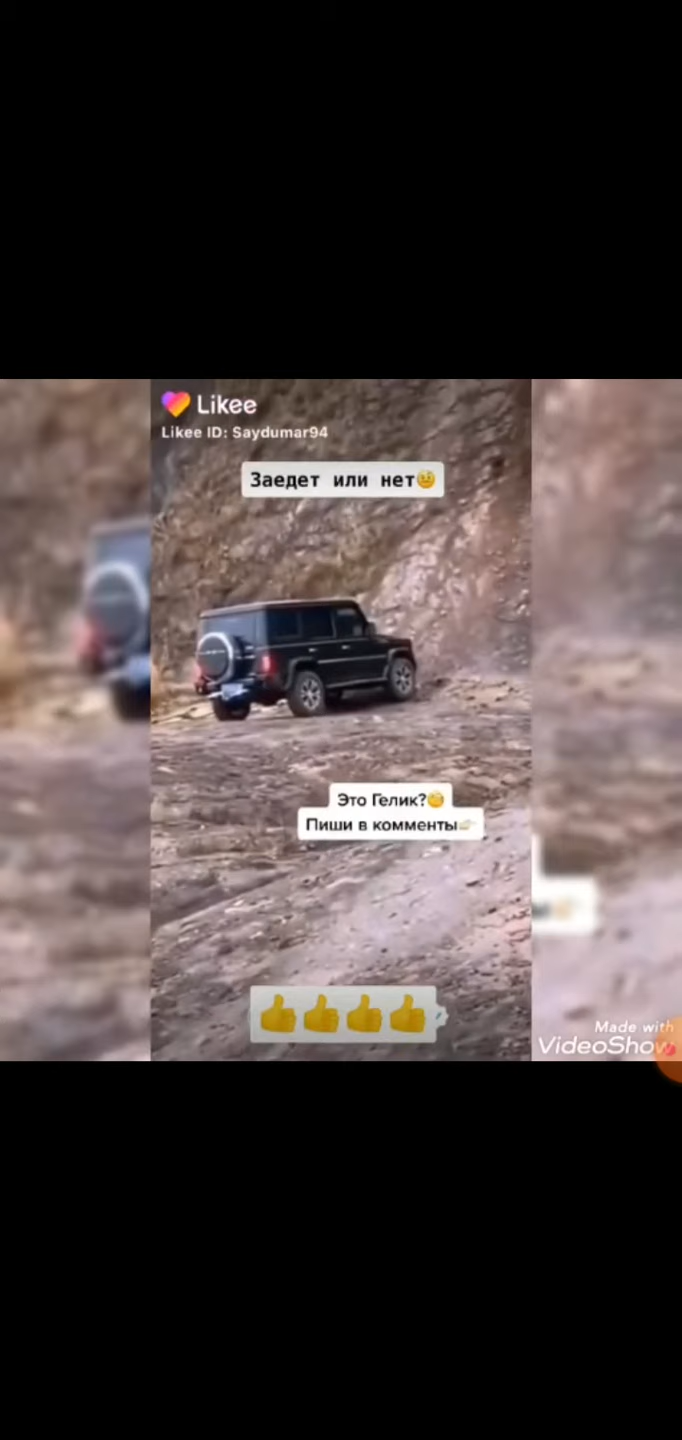 Likee
Likee ID: Saydumar94
Заедет или нет🤨
Это Гелик?🧐
Пиши в комменты👉
👍👍👍👍
Made with
VideoShow